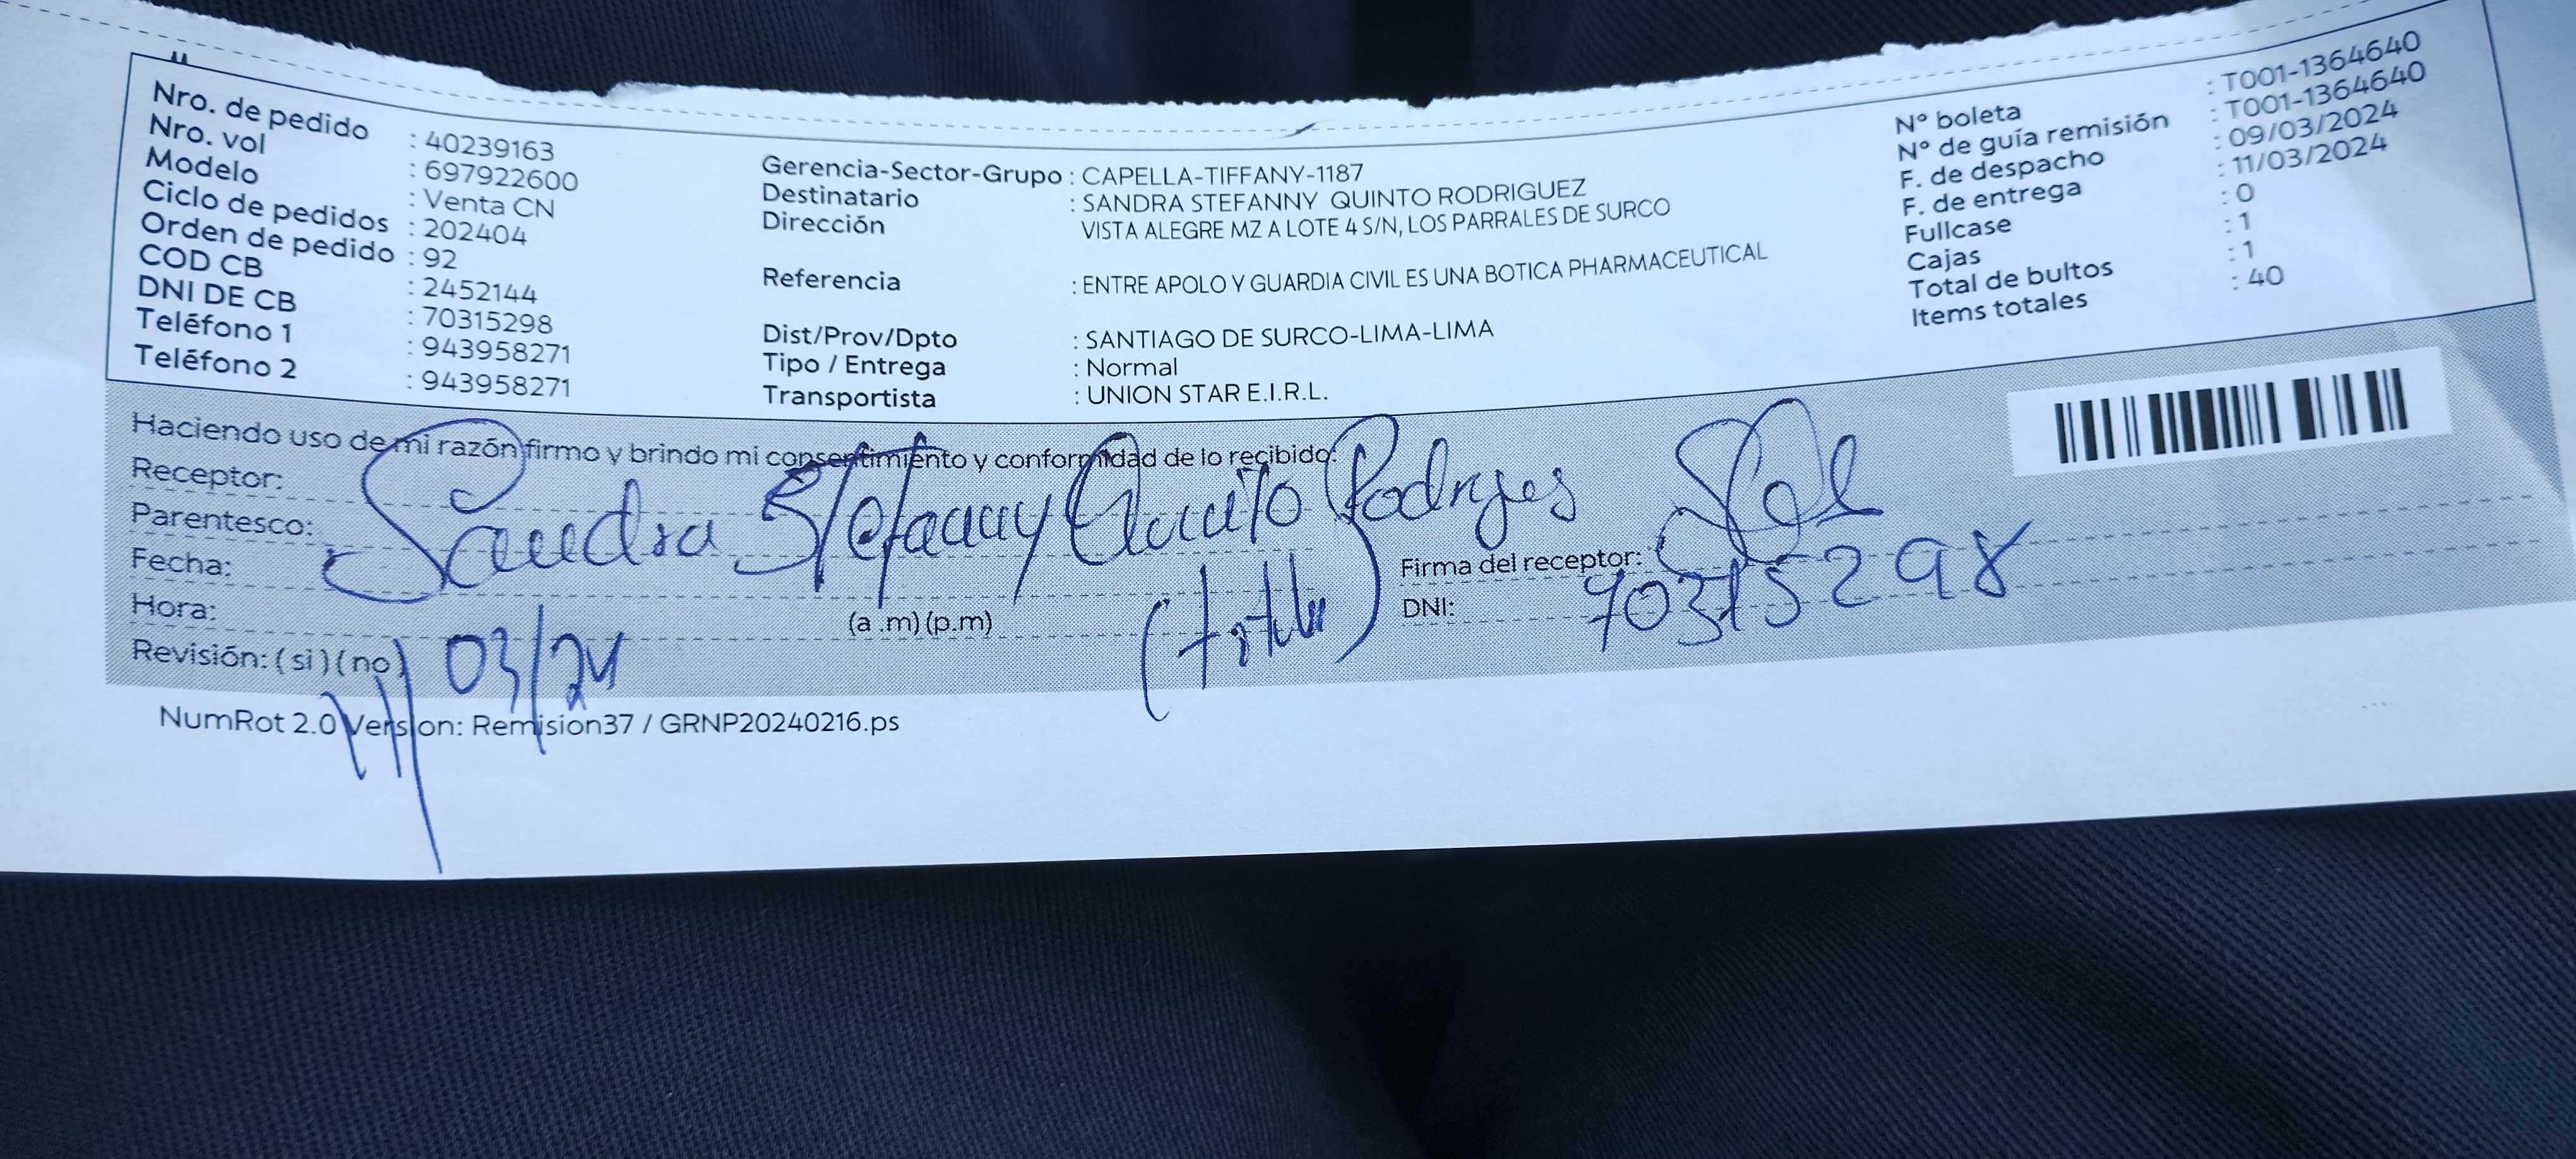 Nro. de pedido : 40239163
Nro. vol : 697922600
Modelo : Venta CN
Ciclo de pedidos : 202404
Orden de pedido : 92
COD CB : 2452144
DNI DE CB : 70315298
Teléfono 1 : 943958271
Teléfono 2 : 943958271
Gerencia-Sector-Grupo : CAPELLA-TIFFANY-1187
Destinatario : SANDRA STEFANNY QUINTO RODRIGUEZ
Dirección VISTA ALEGRE MZ A LOTE 4 S/N, LOS PARRALES DE SURCO
Referencia : ENTRE APOLO Y GUARDIA CIVIL ES UNA BOTICA PHARMACEUTICAL
Dist/Prov/Dpto : SANTIAGO DE SURCO-LIMA-LIMA
Tipo / Entrega : Normal
Transportista : UNION STAR E.I.R.L.
N° boleta : T001-1364640
N° de guía remisión : T001-1364640
F. de despacho : 09/03/2024
F. de entrega : 11/03/2024
Fullcase : 0
Cajas : 1
Total de bultos : 1
Items totales : 40
Haciendo uso de mi razón firmo y brindo mi consentimiento y conformidad de lo recibido:
Receptor:
Parentesco:
Sandra Stefanny Quinto Rodriges
Fecha:
Firma del receptor:
Hora: (a .m) (p.m)
(titular)
DNI: 70315298
Revisión: ( si ) ( no )
11/03/24
NumRot 2.0 Version: Remision37 / GRNP20240216.ps